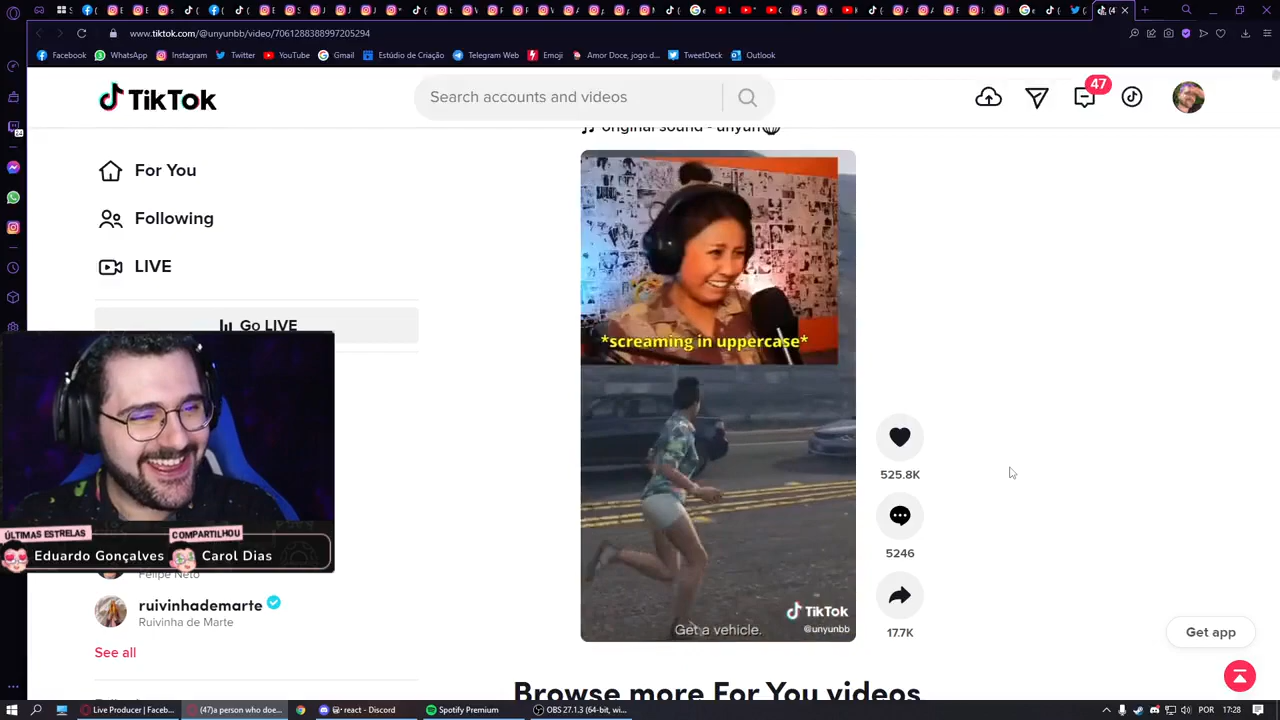 www.tiktok.com/@unyunbb/video/7061288388997205294
Facebook
WhatsApp
Instagram
Twitter
YouTube
Gmail
Estúdio de Criação
Telegram Web
Emoji
Amor Doce, jogo d...
TweetDeck
Outlook
TikTok
Search accounts and videos
47
original sound - unyun
For You
Following
LIVE
Go LIVE
*screaming in uppercase*
525.8K
5246
17.7K
Get a vehicle.
TikTok
@unyunbb
ÚLTIMAS ESTRELAS
COMPARTILHOU
Eduardo Gonçalves
Carol Dias
Felipe Neto
ruivinhademarte
Ruivinha de Marte
See all
Get app
Browse more For You videos
Live Producer | Faceb...
(47)a person who doe...
react - Discord
Spotify Premium
OBS 27.1.3 (64-bit, wi...
POR
17:28